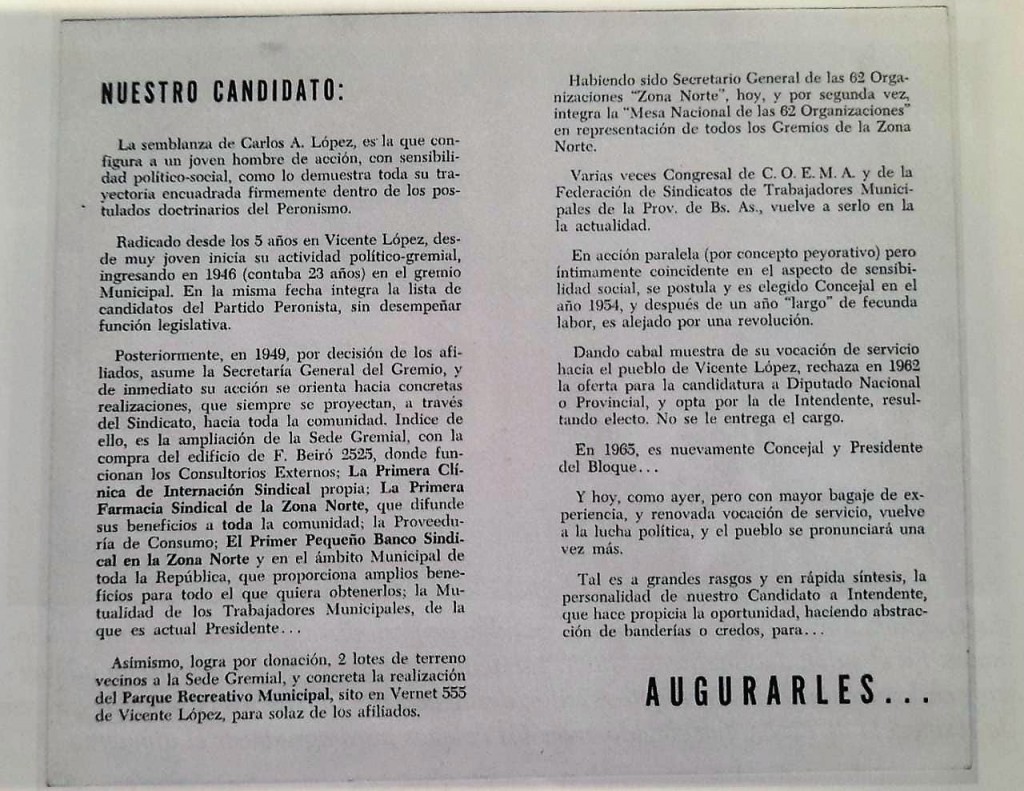 NUESTRO CANDIDATO:
La semblanza de Carlos A. López, es la que con-
figura a un joven hombre de acción, con sensibili-
dad político-social, como lo demuestra toda su tra-
yectoria encuadrada firmemente dentro de los pos-
tulados doctrinarios del Peronismo.
Radicado desde los 5 años en Vicente López, des-
de muy joven inicia su actividad político-gremial,
ingresando en 1946 (contaba 23 años) en el gremio
Municipal. En la misma fecha integra la lista de
candidatos del Partido Peronista, sin desempeñar
función legislativa.
Posteriormente, en 1949, por decisión de los afi-
liados, asume la Secretaría General del Gremio, y
de inmediato su acción se orienta hacia concretas
realizaciones, que siempre se proyectan, a través
del Sindicato, hacia toda la comunidad. Indice de
ello, es la ampliación de la Sede Gremial, con la
compra del edificio de F. Beiró 2525, donde fun-
cionan los Consultorios Externos; La Primera Clí-
nica de Internación Sindical propia; La Primera
Farmacia Sindical de la Zona Norte, que difunde
sus beneficios a toda la comunidad; la Proveedu-
ría de Consumo; El Primer Pequeño Banco Sindi-
cal en la Zona Norte y en el ámbito Municipal de
toda la República, que proporciona amplios bene-
ficios para todo el que quiera obtenerlos; la Mu-
tualidad de los Trabajadores Municipales, de la
que es actual Presidente...
Asímismo, logra por donación, 2 lotes de terreno
vecinos a la Sede Gremial, y concreta la realización
del Parque Recreativo Municipal, sito en Vernet 555
de Vicente López, para solaz de los afiliados.
Habiendo sido Secretario General de las 62 Orga-
nizaciones "Zona Norte", hoy, y por segunda vez,
integra la "Mesa Nacional de las 62 Organizaciones"
en representación de todos los Gremios de la Zona
Norte.
Varias veces Congresal de C. O. E. M. A. y de la
Federación de Sindicatos de Trabajadores Munici-
pales de la Prov. de Bs. As., vuelve a serlo en la
la actualidad.
En acción paralela (por concepto peyorativo) pero
íntimamente coincidente en el aspecto de sensibi-
lidad social, se postula y es elegido Concejal en el
año 1954, y después de un año "largo" de fecunda
labor, es alejado por una revolución.
Dando cabal muestra de su vocación de servicio
hacia el pueblo de Vicente López, rechaza en 1962
la oferta para la candidatura a Diputado Nacional
o Provincial, y opta por la de Intendente, resul-
tando electo. No se le entrega el cargo.
En 1965, es nuevamente Concejal y Presidente
del Bloque...
Y hoy, como ayer, pero con mayor bagaje de ex-
periencia, y renovada vocación de servicio, vuelve
a la lucha política, y el pueblo se pronunciará una
vez más.
Tal es a grandes rasgos y en rápida síntesis, la
personalidad de nuestro Candidato a Intendente,
que hace propicia la oportunidad, haciendo abstrac-
ción de banderías o credos, para...
AUGURARLES...